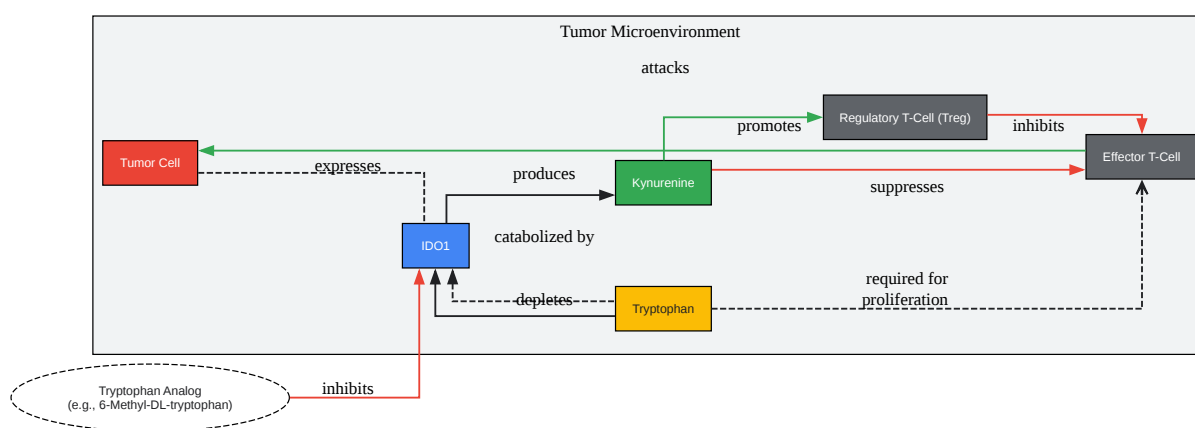 Tumor Microenvironment
attacks
promotes
Regulatory T-Cell (Treg)
inhibits
Tumor Cell
expresses
produces
Kynurenine
suppresses
Effector T-Cell
IDO1
catabolized by
depletes
Tryptophan
required for
proliferation
Tryptophan Analog
(e.g., 6-Methyl-DL-tryptophan)
inhibits